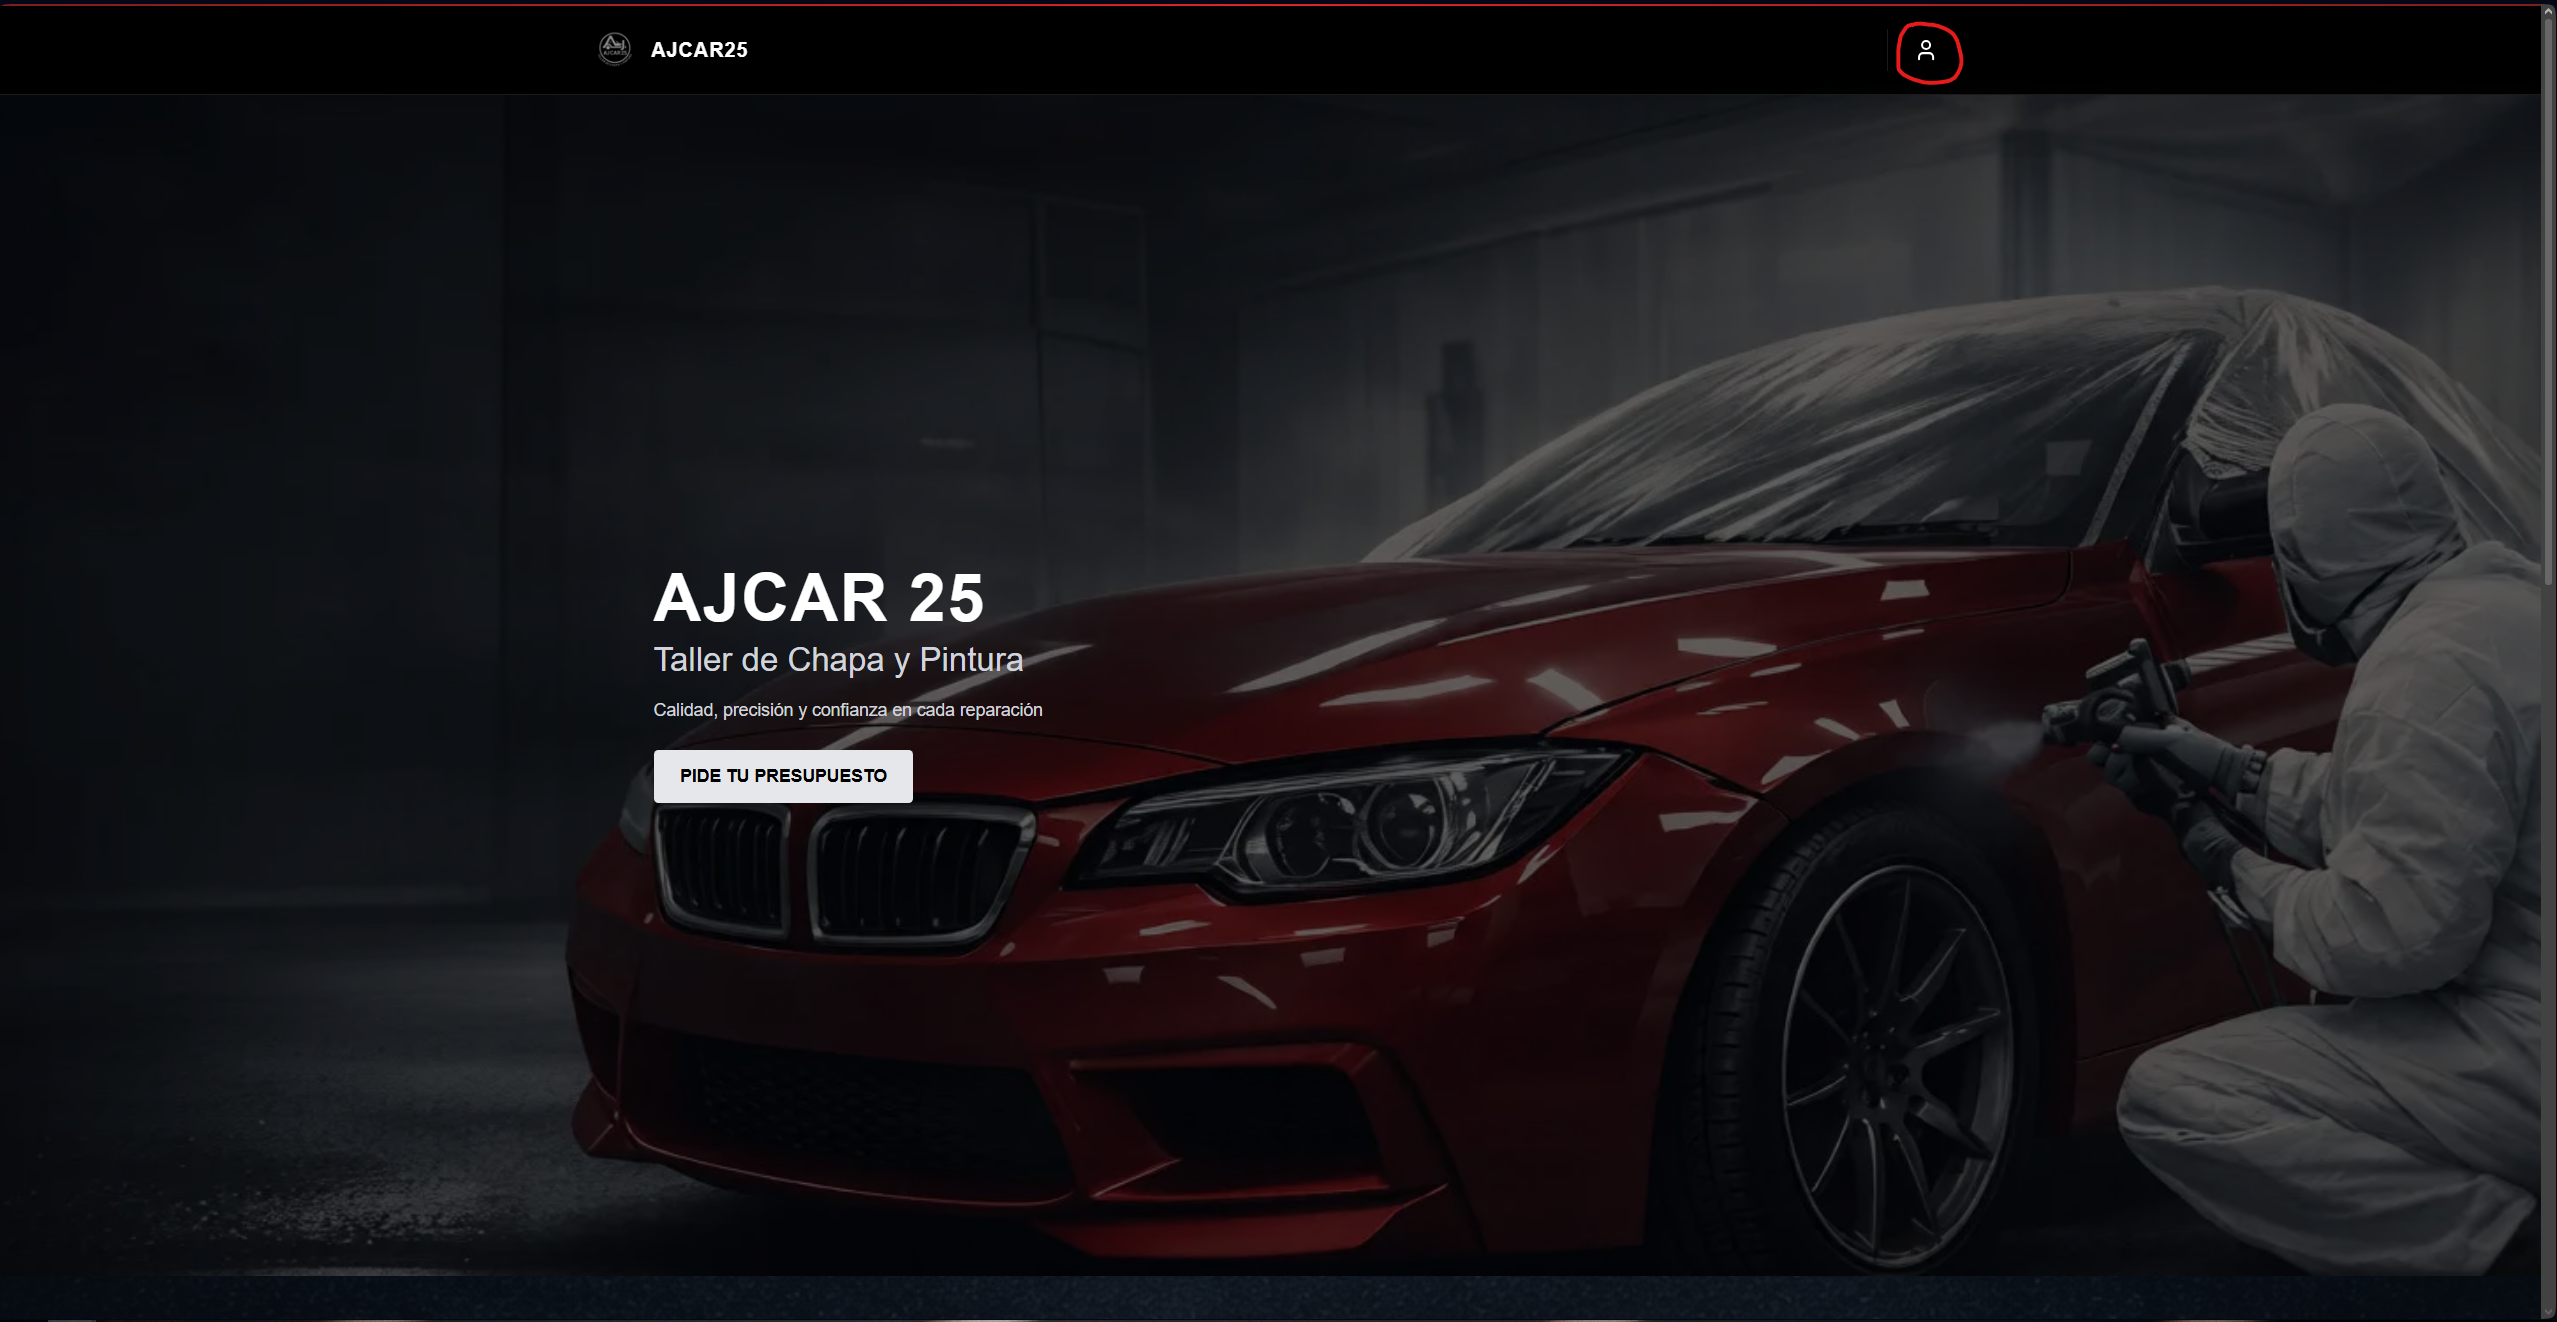 AJCAR25
AJCAR 25
Taller de Chapa y Pintura
Calidad, precisión y confianza en cada reparación
PIDE TU PRESUPUESTO